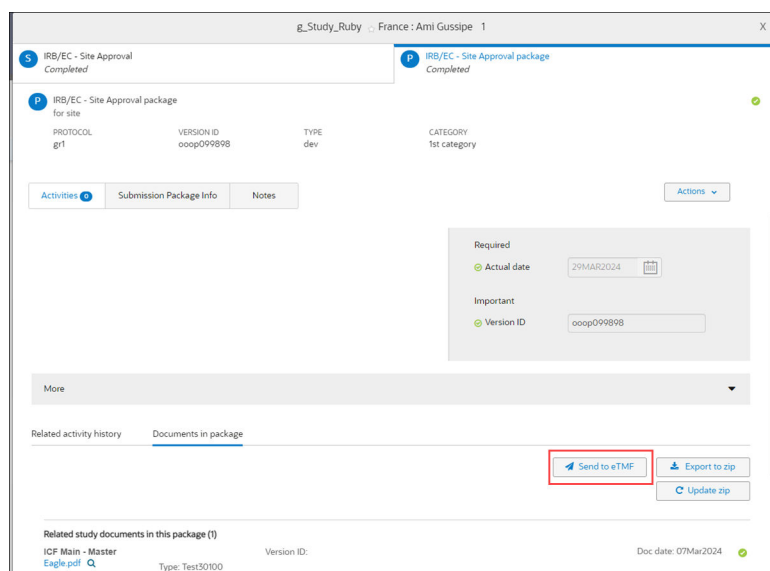 g_Study_Ruby France : Ami Gussipe 1 X
S IRB/EC - Site Approval
Completed
P IRB/EC - Site Approval package
Completed
P IRB/EC - Site Approval package
for site
PROTOCOL VERSION ID TYPE CATEGORY
gr1 ooop099898 dev 1st category
Activities 0 Submission Package Info Notes Actions
Required
Actual date 29MAR2024
Important
Version ID ooop099898
More
Related activity history Documents in package
Send to eTMF Export to zip
Update zip
Related study documents in this package (1)
ICF Main - Master Version ID: Doc date: 07Mar2024
Eagle.pdf Type: Test30100